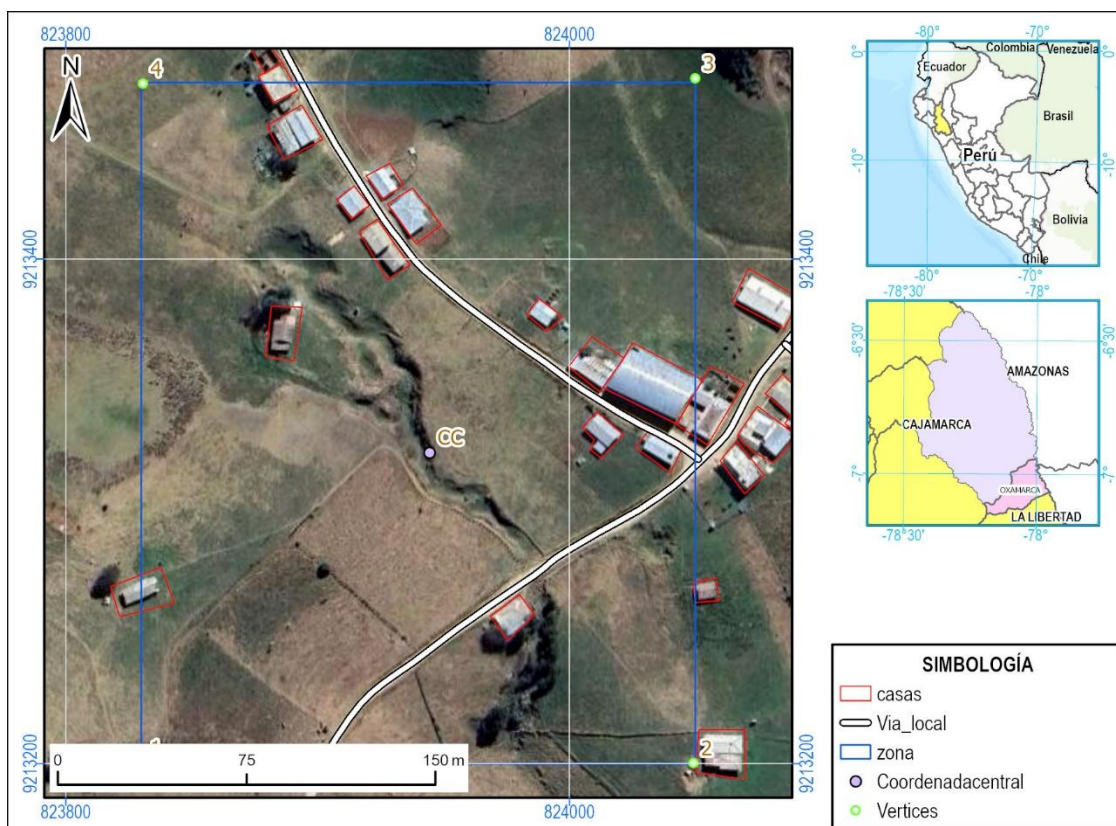 823800
824000
N
4
3
9213400
9213400
CC
1
2
9213200
9213200
0
75
150 m
823800
824000
-80°
-70°
Colombia
Venezuela
0°
0°
Ecuador
Brasil
Perú
-10°
-10°
Bolivia
Chile
-80°
-70°
-78°30'
-78°
-6°30'
-6°30'
AMAZONAS
CAJAMARCA
-7°
-7°
OXAMARCA
LA LIBERTAD
-78°30'
-78°
SIMBOLOGÍA
casas
Via_local
zona
Coordenadacentral
Vertices